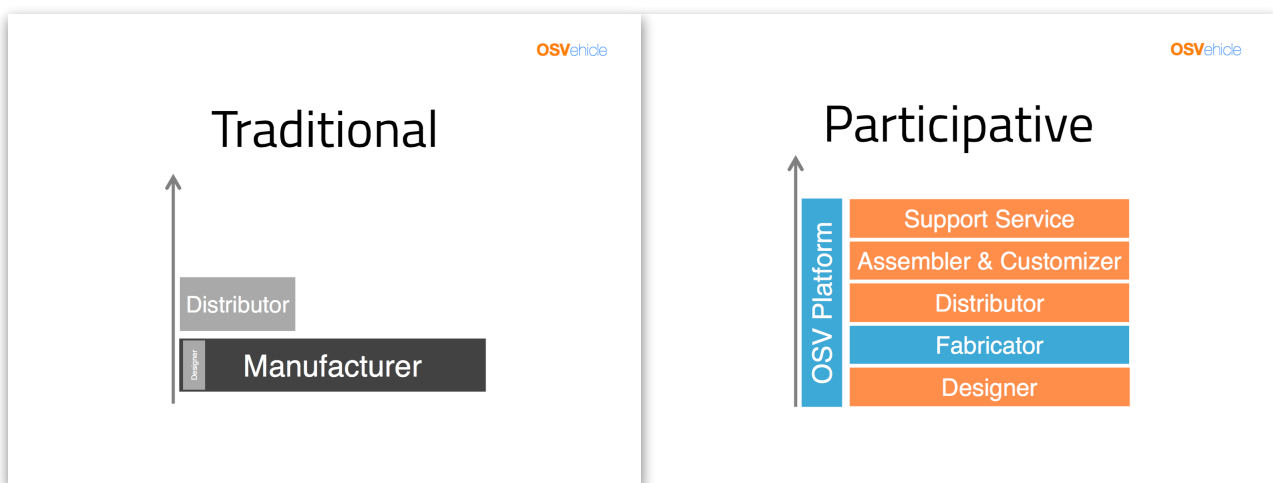 OSVehicle
Traditional
Distributor
Designer
Manufacturer
OSVehicle
Participative
OSV Platform
Support Service
Assembler & Customizer
Distributor
Fabricator
Designer